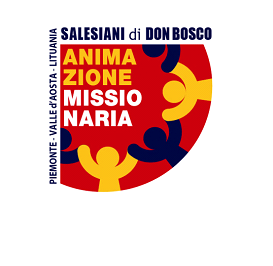 SALESIANI di DON BOSCO
ANIMA
ZIONE
MISSIO
NARIA
PIEMONTE - VALLE d'AOSTA - LITUANIA